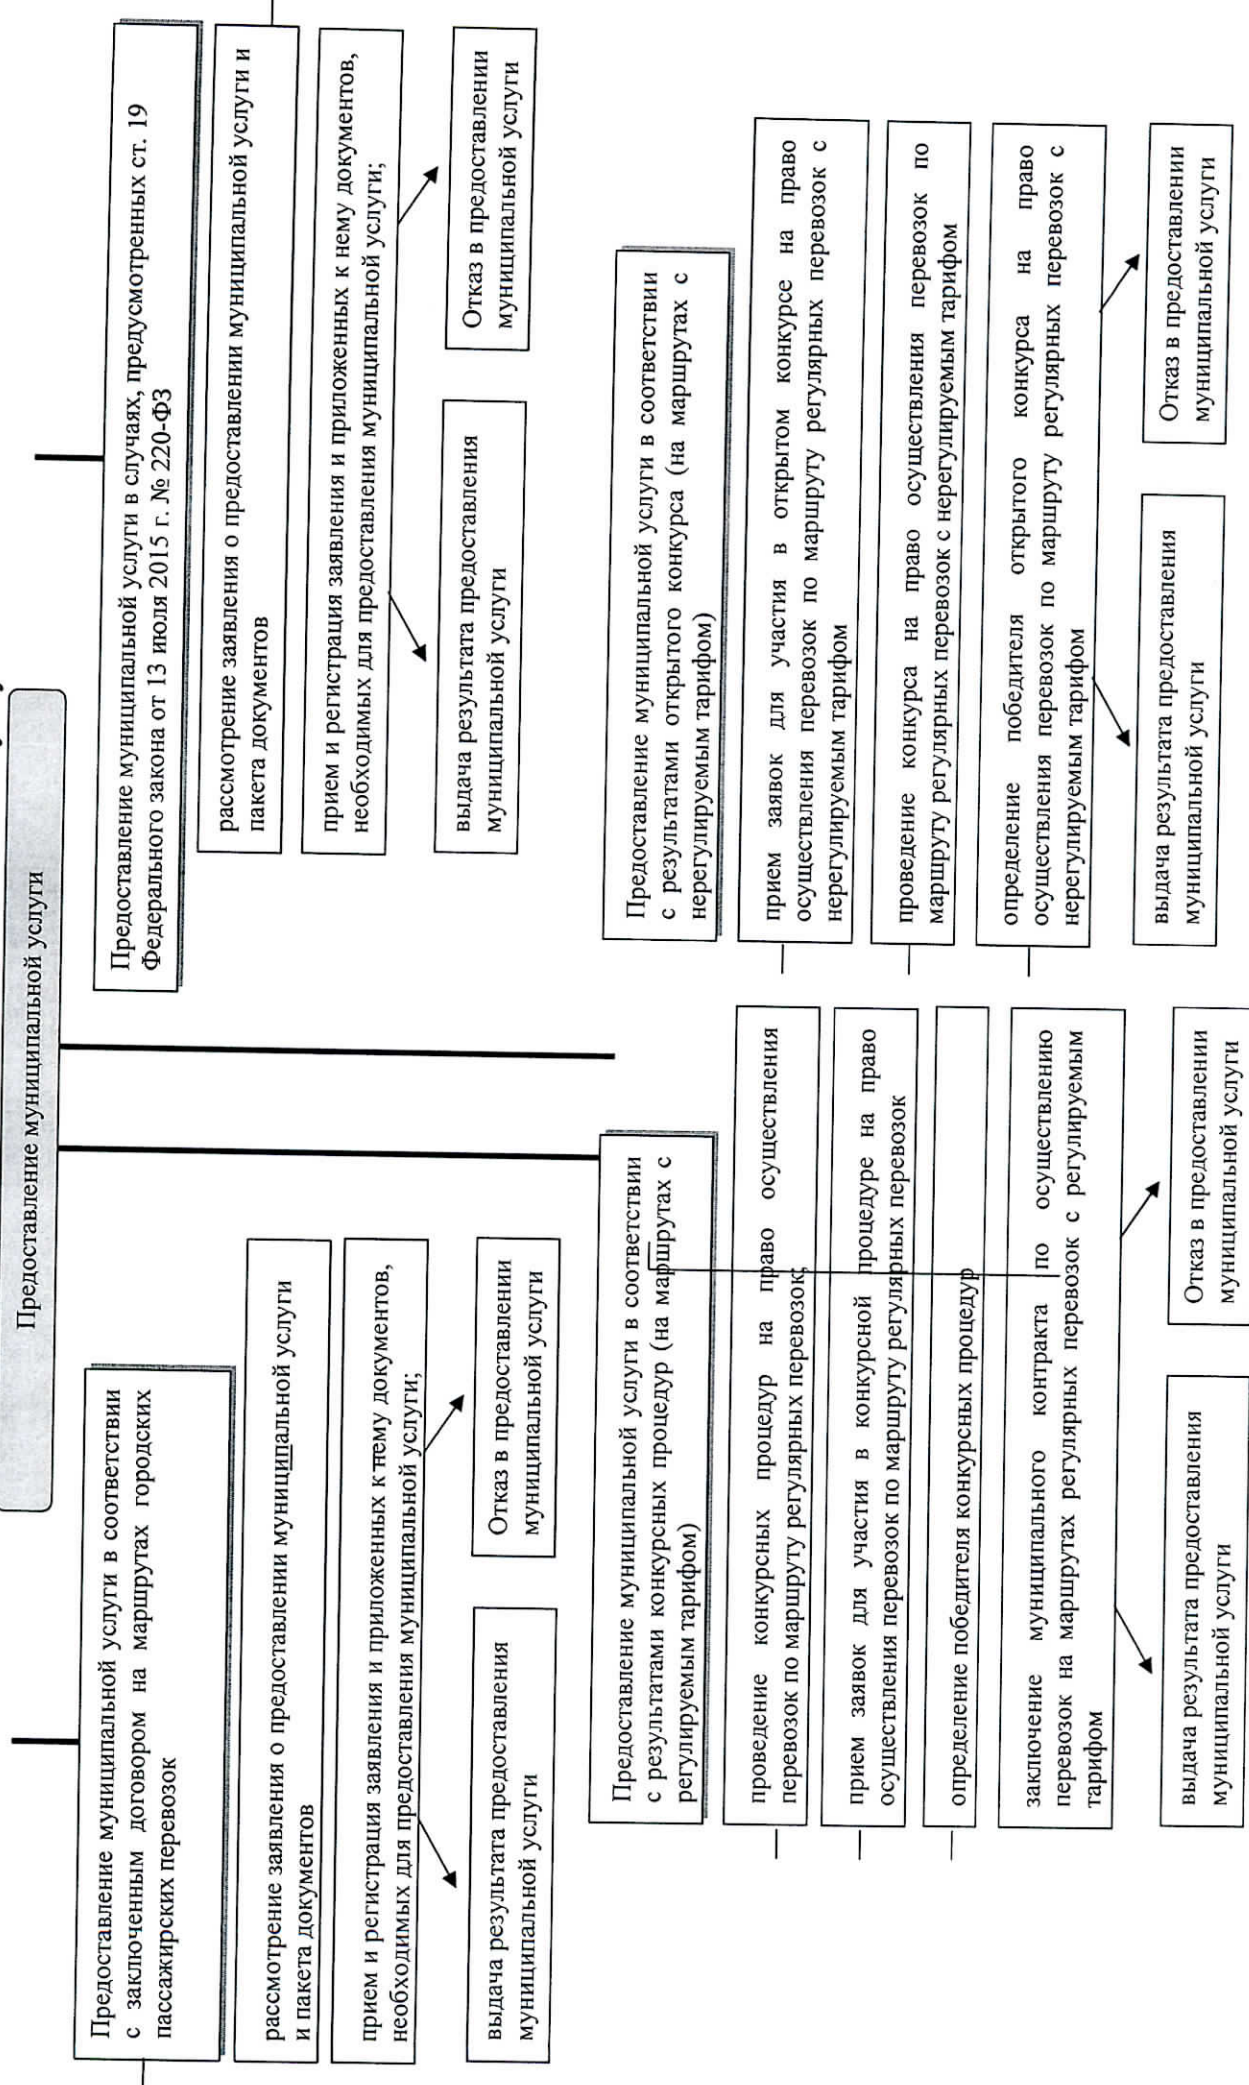 Предоставление муниципальной услуги
Предоставление муниципальной услуги в соответствии
с заключенным договором на маршрутах городских
пассажирских перевозок
рассмотрение заявления о предоставлении муниципальной услуги
и пакета документов
прием и регистрация заявления и приложенных к нему документов,
необходимых для предоставления муниципальной услуги;
выдача результата предоставления
муниципальной услуги
Отказ в предоставлении
муниципальной услуги
Предоставление муниципальной услуги в случаях, предусмотренных ст. 19
Федерального закона от 13 июля 2015 г. № 220-ФЗ
рассмотрение заявления о предоставлении муниципальной услуги и
пакета документов
прием и регистрация заявления и приложенных к нему документов,
необходимых для предоставления муниципальной услуги;
выдача результата предоставления
муниципальной услуги
Отказ в предоставлении
муниципальной услуги
Предоставление муниципальной услуги в соответствии
с результатами конкурсных процедур (на маршрутах с
регулируемым тарифом)
проведение конкурсных процедур на право осуществления
перевозок по маршруту регулярных перевозок;
прием заявок для участия в конкурсной процедуре на право
осуществления перевозок по маршруту регулярных перевозок
определение победителя конкурсных процедур
заключение муниципального контракта по осуществлению
перевозок на маршрутах регулярных перевозок с регулируемым
тарифом
выдача результата предоставления
муниципальной услуги
Отказ в предоставлении
муниципальной услуги
Предоставление муниципальной услуги в соответствии
с результатами открытого конкурса (на маршрутах с
нерегулируемым тарифом)
прием заявок для участия в открытом конкурсе на право
осуществления перевозок по маршруту регулярных перевозок с
нерегулируемым тарифом
проведение конкурса на право осуществления перевозок по
маршруту регулярных перевозок с нерегулируемым тарифом
определение победителя открытого конкурса на право
осуществления перевозок по маршруту регулярных перевозок с
нерегулируемым тарифом
выдача результата предоставления
муниципальной услуги
Отказ в предоставлении
муниципальной услуги